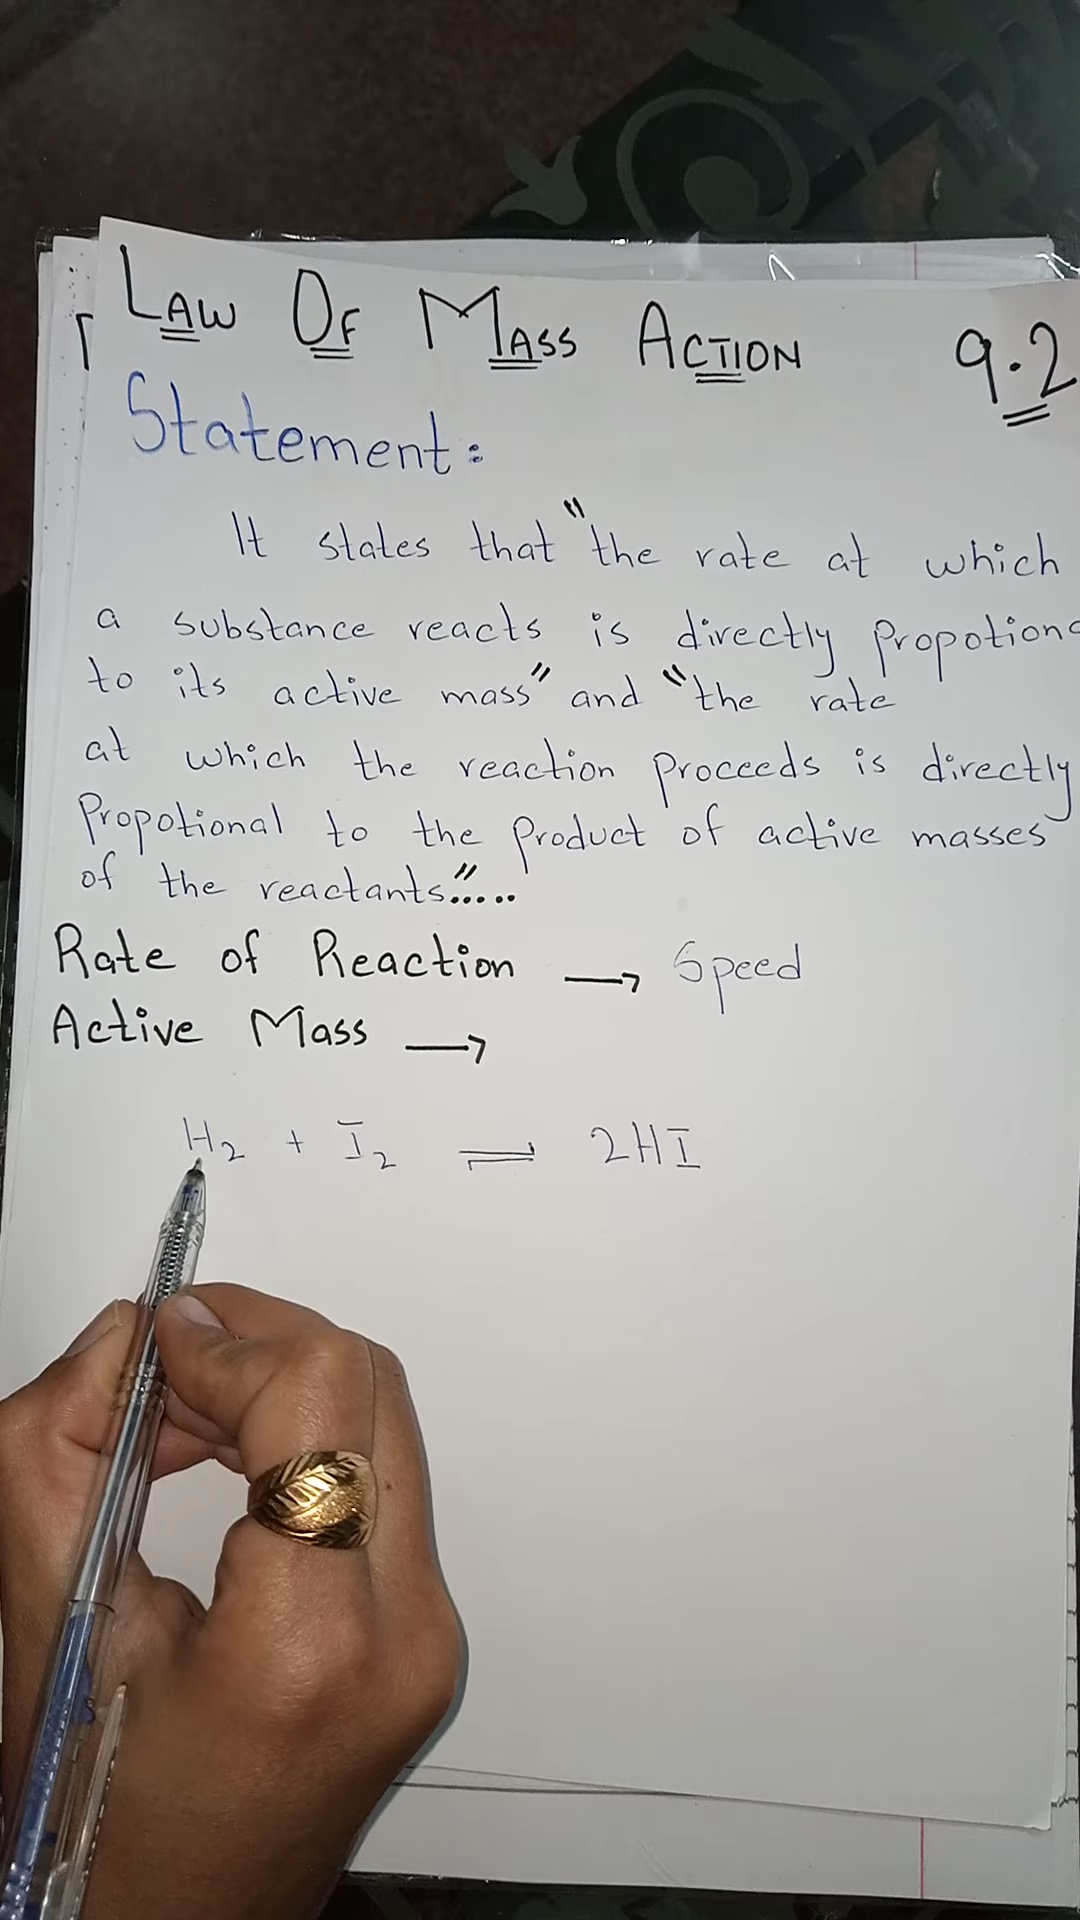 LAW OF MASS ACTION 9.2
Statement:
It states that "the rate at which
a substance reacts is directly Propotiona
to its active mass" and "the rate
at which the reaction proceeds is directly
Propotional to the product of active masses
of the reactants".....
Rate of Reaction → Speed
Active Mass →
H₂ + I₂ ⇌ 2HI